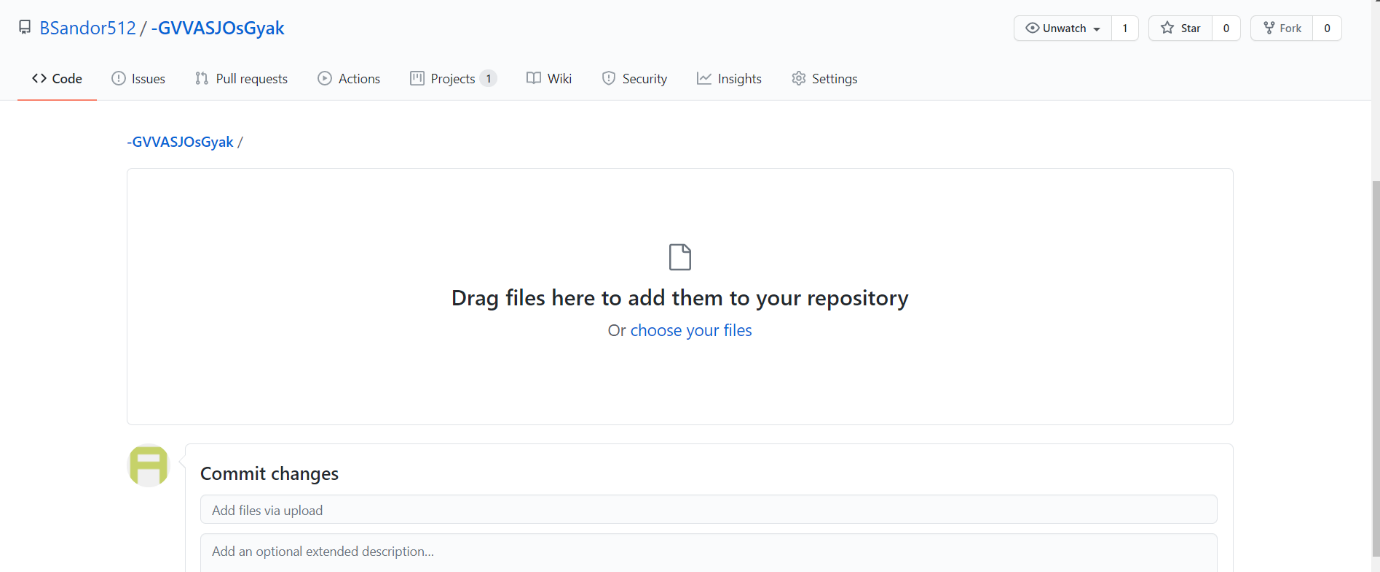 BSandor512 / -GVVASJOsGyak
Unwatch 1 Star 0 Fork 0
Code Issues Pull requests Actions Projects 1 Wiki Security Insights Settings
-GVVASJOsGyak /
Drag files here to add them to your repository
Or choose your files
Commit changes
Add files via upload
Add an optional extended description...